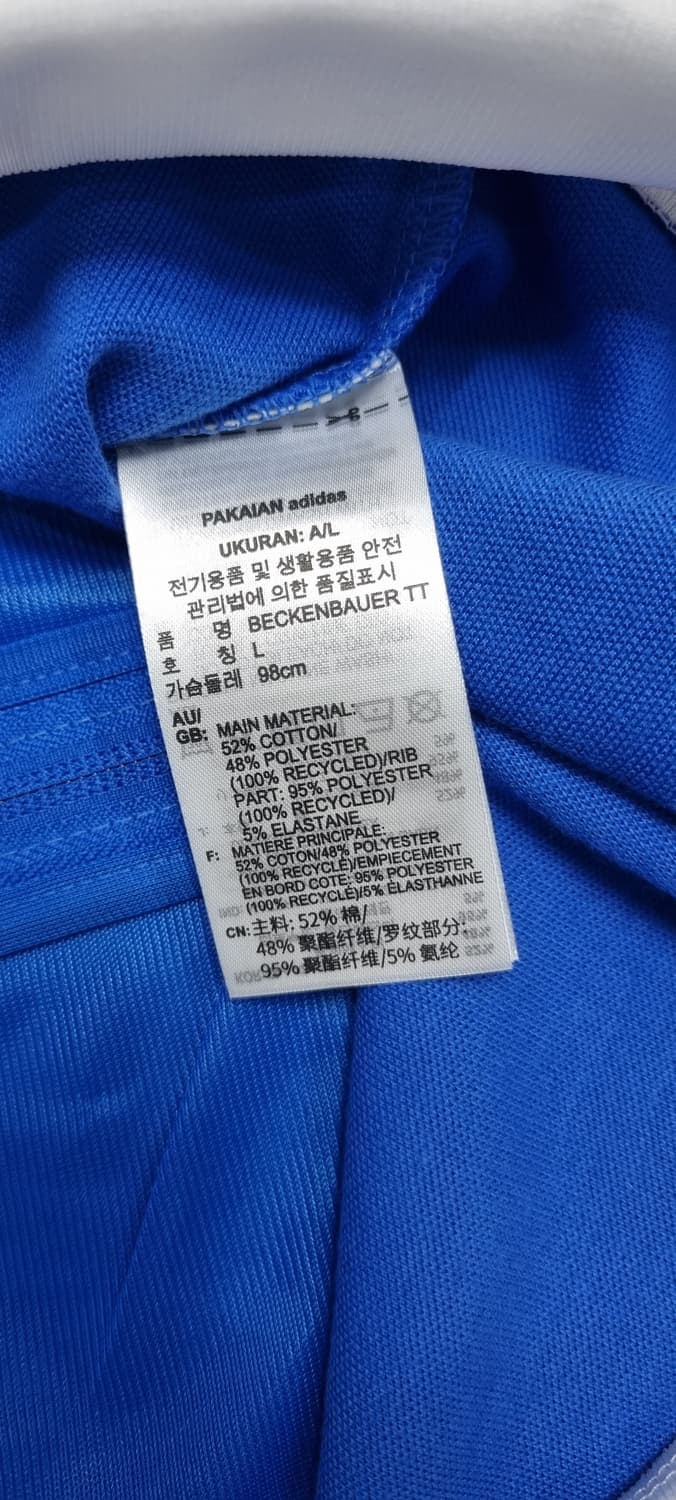 PAKAIAN adidas
UKURAN: A/L
전기용품 및 생활용품 안전
관리법에 의한 품질표시
품 명 BECKENBAUER TT
호 칭 L
가슴둘레 98cm
AU/
GB: MAIN MATERIAL:
52% COTTON/
48% POLYESTER
(100% RECYCLED)/RIB
PART: 95% POLYESTER
(100% RECYCLED)/
5% ELASTANE
F: MATIÈRE PRINCIPALE:
52% COTON/48% POLYESTER
(100% RECYCLÉ)/EMPIECEMENT
EN BORD COTE: 95% POLYESTER
(100% RECYCLÉ)/5% ÉLASTHANNE
CN: 主料: 52% 棉/
48% 聚酯纤维/罗纹部分:
95% 聚酯纤维/5% 氨纶